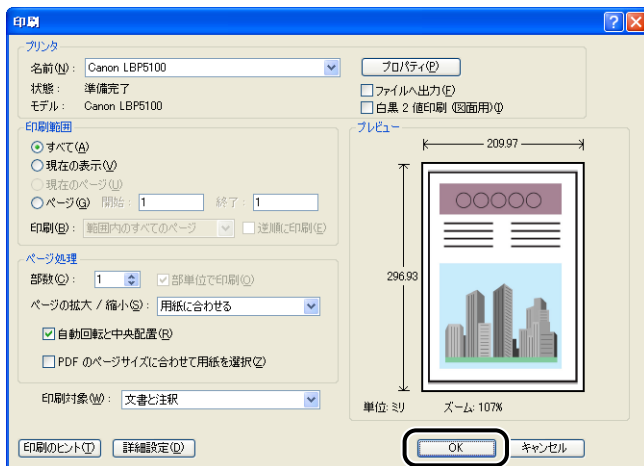 印刷
プリンタ
名前(N): Canon LBP5100 プロパティ(P)
状態: 準備完了 ファイルへ出力(F)
モデル: Canon LBP5100 白黒 2 値印刷 (図面用)(I)
印刷範囲
すべて(A)
現在の表示(V)
現在のページ(U)
ページ(G) 開始: 1 終了: 1
印刷(B): 範囲内のすべてのページ 逆順に印刷(E)
ページ処理
部数(C): 1 部単位で印刷(O)
ページの拡大 / 縮小(S): 用紙に合わせる
自動回転と中央配置(R)
PDF のページサイズに合わせて用紙を選択(Z)
印刷対象(W): 文書と注釈
プレビュー
209.97
○○○○○
296.93
単位: ミリ ズーム: 107%
印刷のヒント(T) 詳細設定(D) OK キャンセル